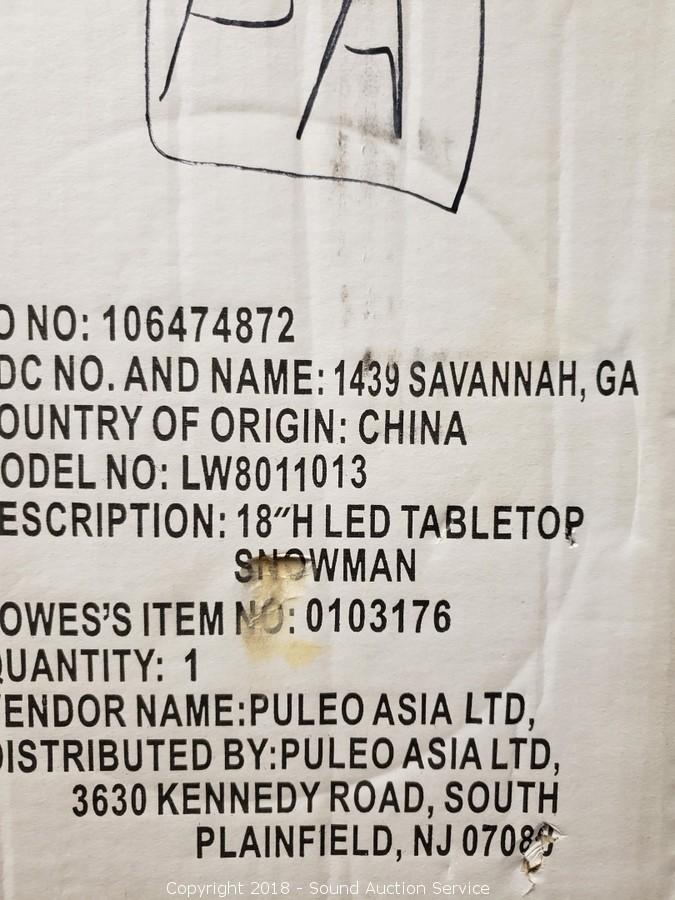 PA
O NO: 106474872
DC NO. AND NAME: 1439 SAVANNAH, GA
OUNTRY OF ORIGIN: CHINA
ODEL NO: LW8011013
ESCRIPTION: 18"H LED TABLETOP
SNOWMAN
OWES'S ITEM NO: 0103176
QUANTITY: 1
VENDOR NAME:PULEO ASIA LTD,
DISTRIBUTED BY:PULEO ASIA LTD,
3630 KENNEDY ROAD, SOUTH
PLAINFIELD, NJ
Copyright 2018 - Sound Auction Service